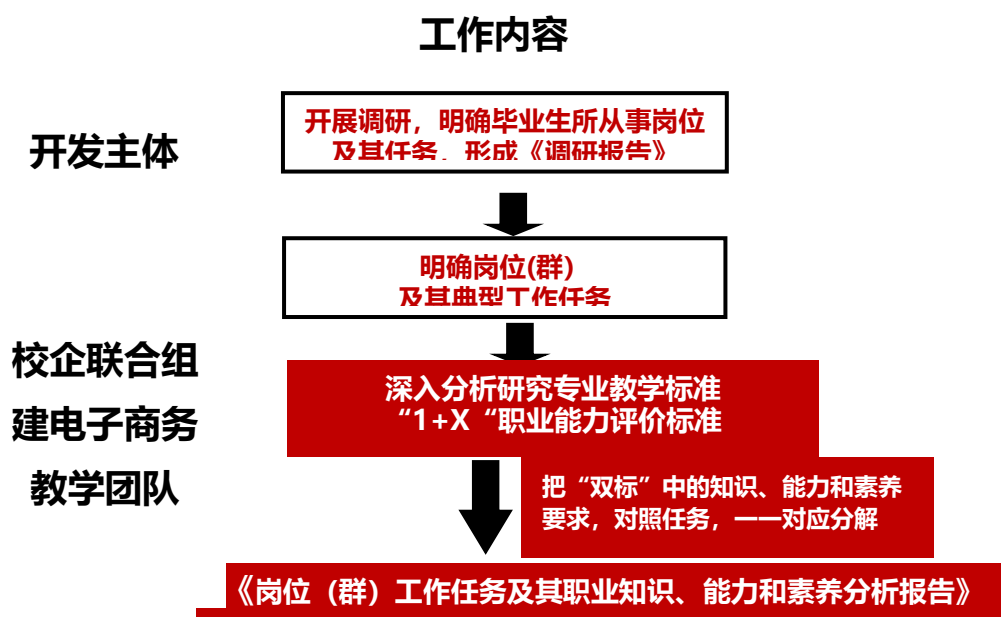 工作内容
开发主体
开展调研，明确毕业生所从事岗位
及其任务，形成《调研报告》
明确岗位(群)
及其典型工作任务
校企联合组
建电子商务
教学团队
深入分析研究专业教学标准
“1+X“职业能力评价标准
把“双标”中的知识、能力和素养
要求，对照任务，一一对应分解
《岗位（群）工作任务及其职业知识、能力和素养分析报告》